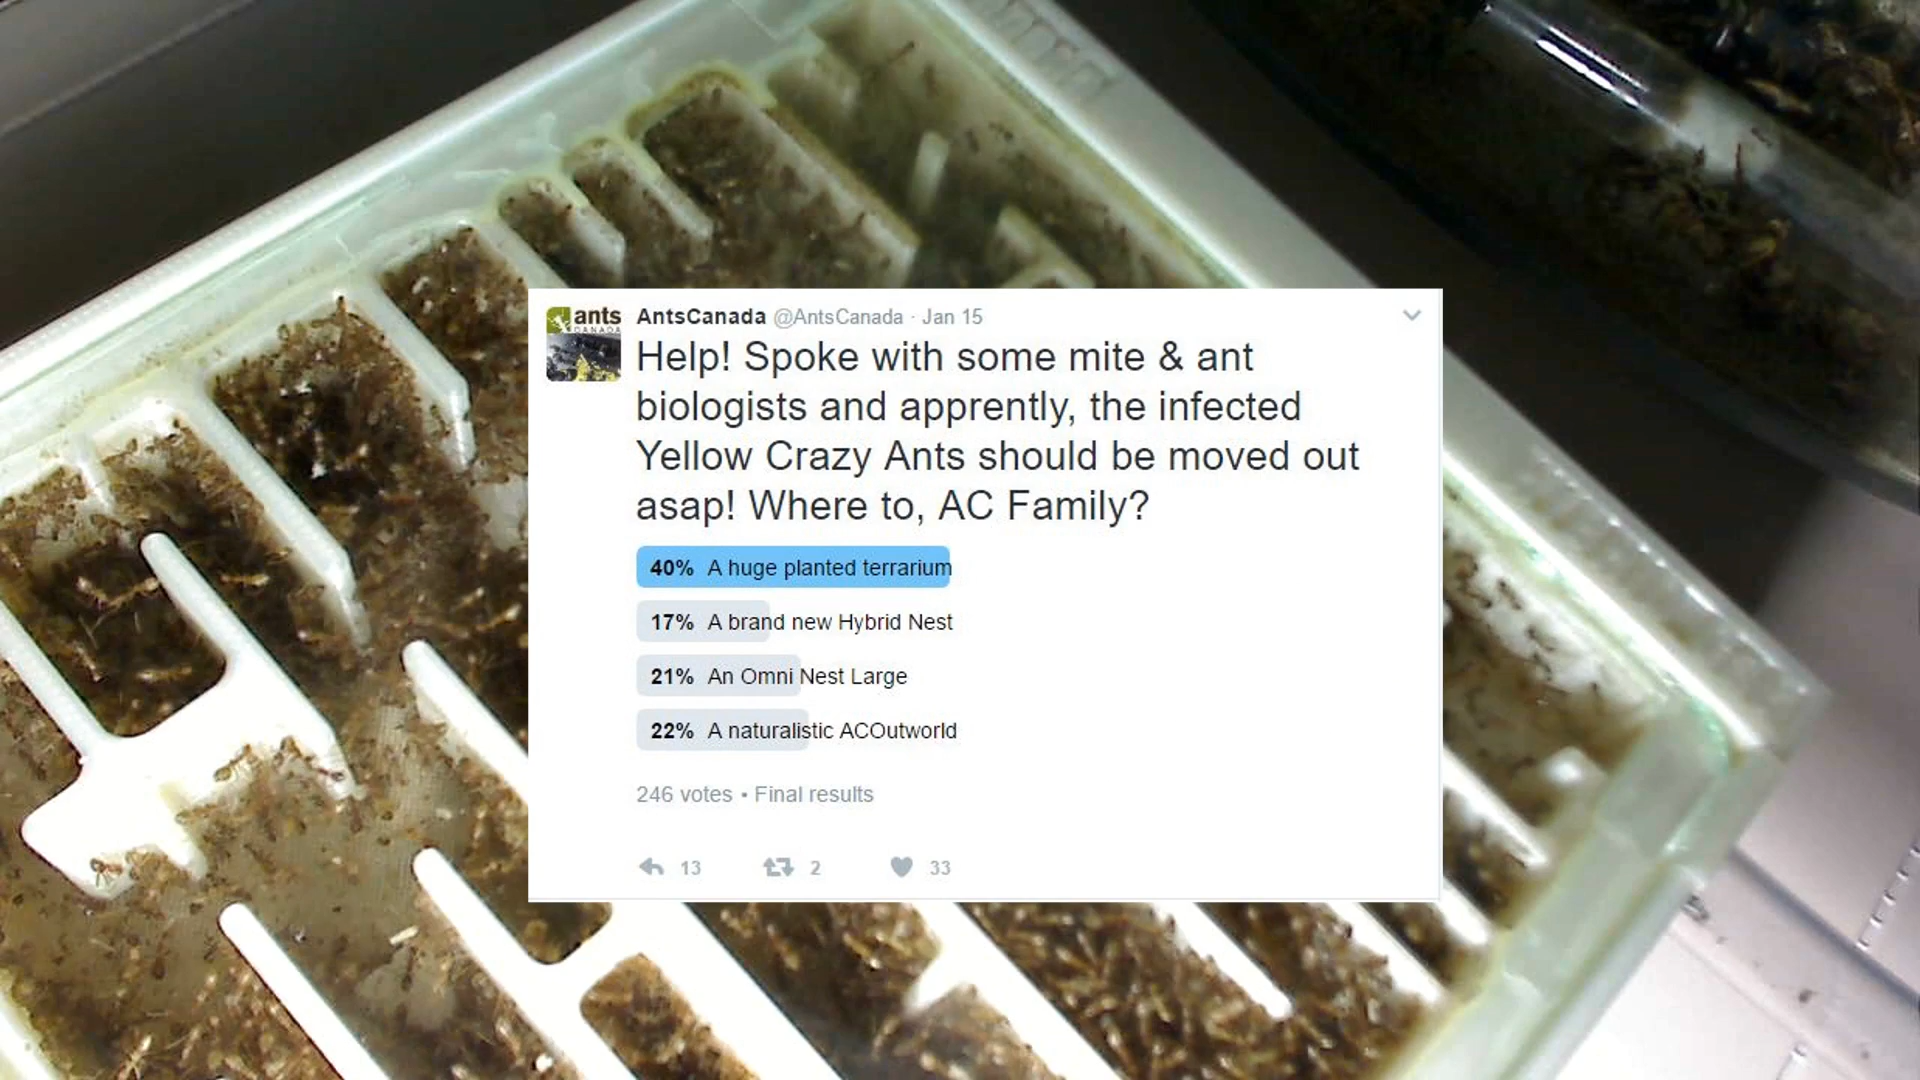 ants
CANADA
AntsCanada @AntsCanada · Jan 15
Help! Spoke with some mite & ant
biologists and apprently, the infected
Yellow Crazy Ants should be moved out
asap! Where to, AC Family?
40% A huge planted terrarium
17% A brand new Hybrid Nest
21% An Omni Nest Large
22% A naturalistic ACOutworld
246 votes • Final results
13 2 33